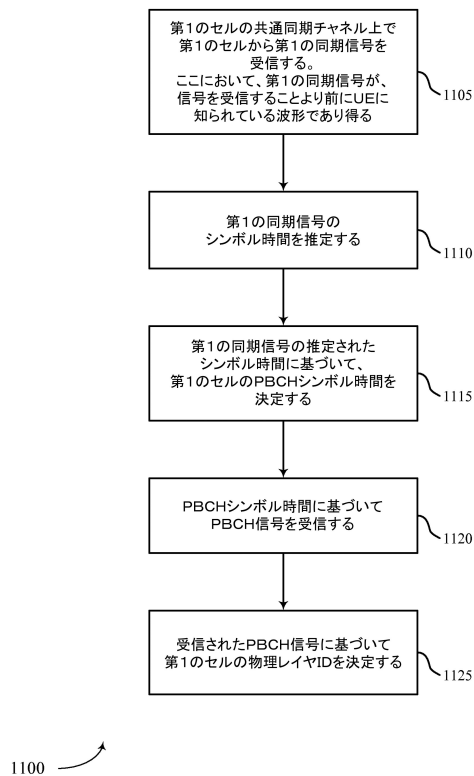 第1のセルの共通同期チャネル上で
第1のセルから第1の同期信号を
受信する。
ここにおいて、第1の同期信号が、
信号を受信することより前にUEに
知られている波形であり得る
1105
第1の同期信号の
シンボル時間を推定する
1110
第1の同期信号の推定された
シンボル時間に基づいて、
第1のセルのPBCHシンボル時間を
決定する
1115
PBCHシンボル時間に基づいて
PBCH信号を受信する
1120
受信されたPBCH信号に基づいて
第1のセルの物理レイヤIDを決定する
1125
1100